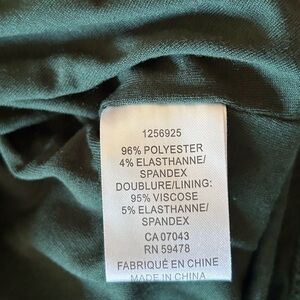 1256925
96% POLYESTER
4% ELASTHANNE/
SPANDEX
DOUBLURE/LINING:
95% VISCOSE
5% ELASTHANNE/
SPANDEX
CA 07043
RN 59478
FABRIQUÉ EN CHINE
MADE IN CHINA